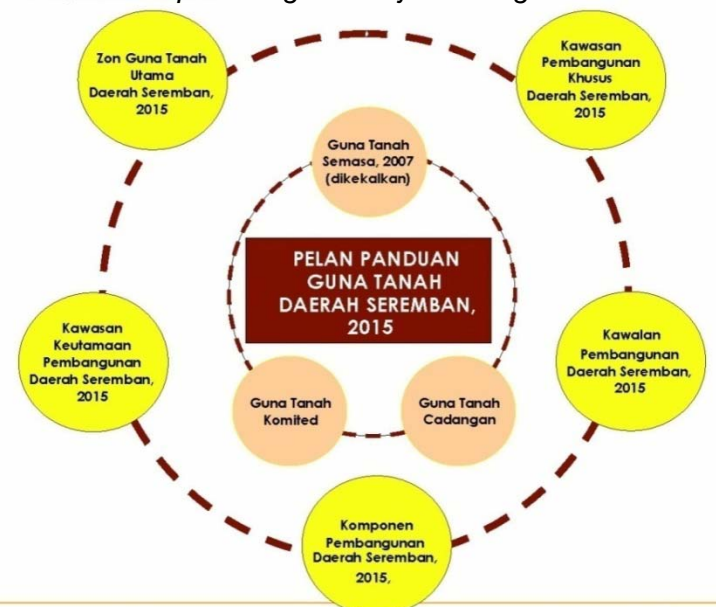 Zon Guna Tanah
Utama
Daerah Seremban,
2015
Kawasan
Pembangunan
Khusus
Daerah Seremban,
2015
Guna Tanah
Semasa, 2007
(dikekalkan)
PELAN PANDUAN
GUNA TANAH
DAERAH SEREMBAN,
2015
Kawasan
Keutamaan
Pembangunan
Daerah Seremban,
2015
Kawalan
Pembangunan
Daerah Seremban,
2015
Guna Tanah
Komited
Guna Tanah
Cadangan
Komponen
Pembangunan
Daerah Seremban,
2015,